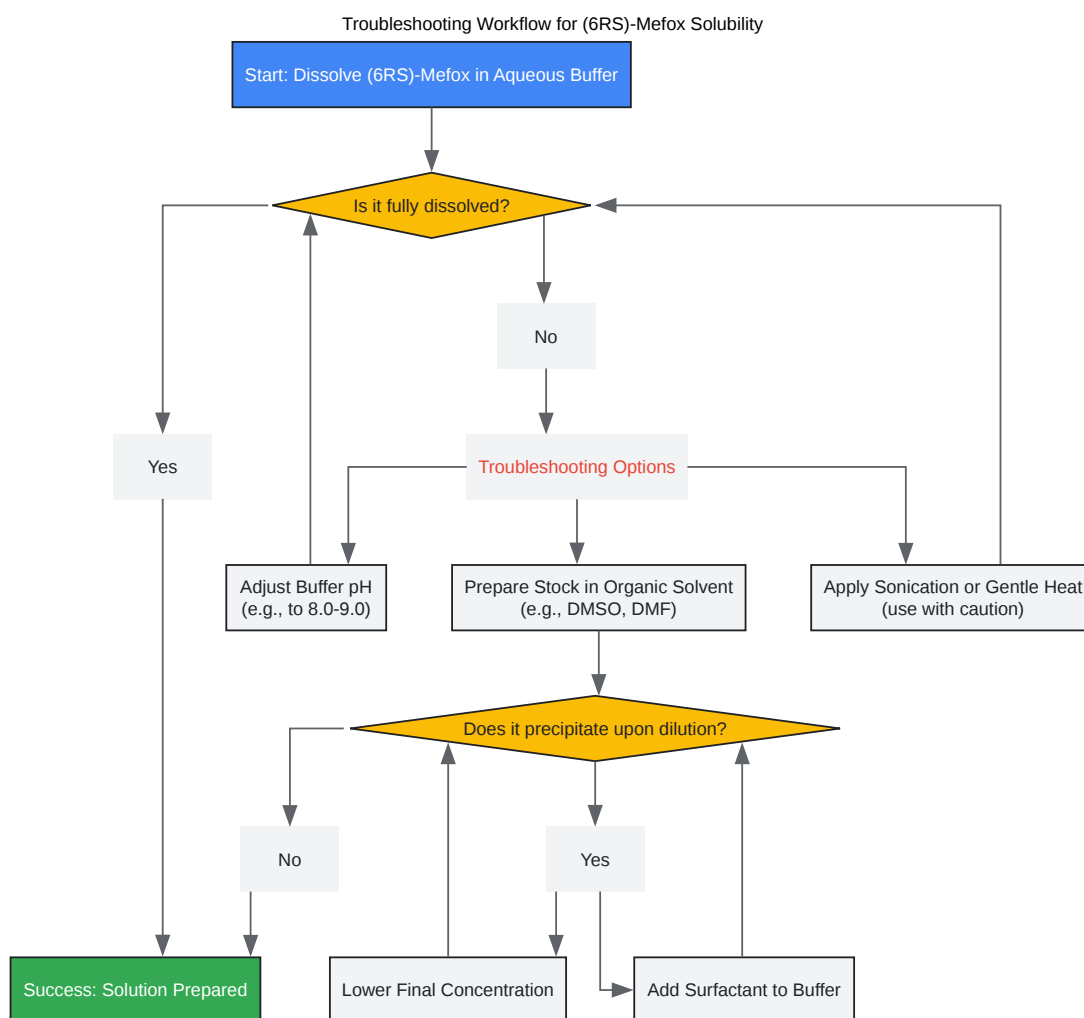 Troubleshooting Workflow for (6RS)-Mefox Solubility
Start: Dissolve (6RS)-Mefox in Aqueous Buffer
Is it fully dissolved?
No
Yes
Troubleshooting Options
Adjust Buffer pH
(e.g., to 8.0-9.0)
Prepare Stock in Organic Solvent
(e.g., DMSO, DMF)
Apply Sonication or Gentle Heat
(use with caution)
Does it precipitate upon dilution?
No
Yes
Success: Solution Prepared
Lower Final Concentration
Add Surfactant to Buffer